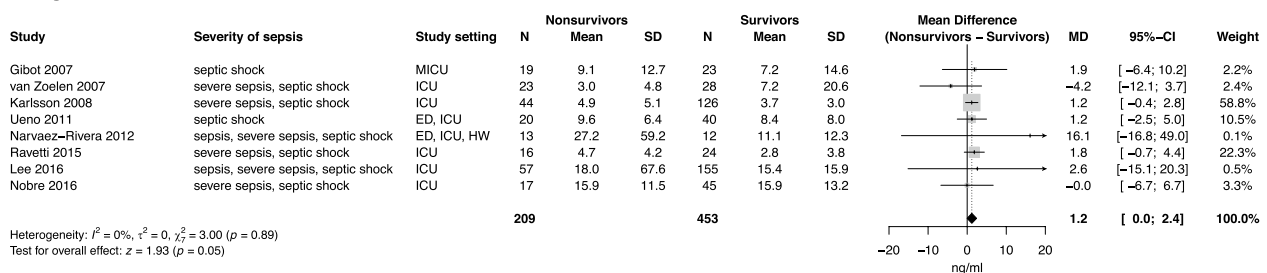 Nonsurvivors Survivors Mean Difference
Study Severity of sepsis Study setting N Mean SD N Mean SD (Nonsurvivors − Survivors) MD 95%−CI Weight
Gibot 2007 septic shock MICU 19 9.1 12.7 23 7.2 14.6 1.9 [ −6.4; 10.2] 2.2%
van Zoelen 2007 severe sepsis, septic shock ICU 23 3.0 4.8 28 7.2 20.6 −4.2 [−12.1; 3.7] 2.4%
Karlsson 2008 severe sepsis, septic shock ICU 44 4.9 5.1 126 3.7 3.0 1.2 [ −0.4; 2.8] 58.8%
Ueno 2011 septic shock ED, ICU 20 9.6 6.4 40 8.4 8.0 1.2 [ −2.5; 5.0] 10.5%
Narvaez−Rivera 2012 sepsis, severe sepsis, septic shock ED, ICU, HW 13 27.2 59.2 12 11.1 12.3 16.1 [−16.8; 49.0] 0.1%
Ravetti 2015 severe sepsis, septic shock ICU 16 4.7 4.2 24 2.8 3.8 1.8 [ −0.7; 4.4] 22.3%
Lee 2016 sepsis, severe sepsis, septic shock ICU 57 18.0 67.6 155 15.4 15.9 2.6 [−15.1; 20.3] 0.5%
Nobre 2016 severe sepsis, septic shock ICU 17 15.9 11.5 45 15.9 13.2 −0.0 [ −6.7; 6.7] 3.3%
209 453 1.2 [ 0.0; 2.4] 100.0%
Heterogeneity: I² = 0%, τ² = 0, χ²₇ = 3.00 (p = 0.89)
Test for overall effect: z = 1.93 (p = 0.05)
−20 −10 0 10 20
ng/ml